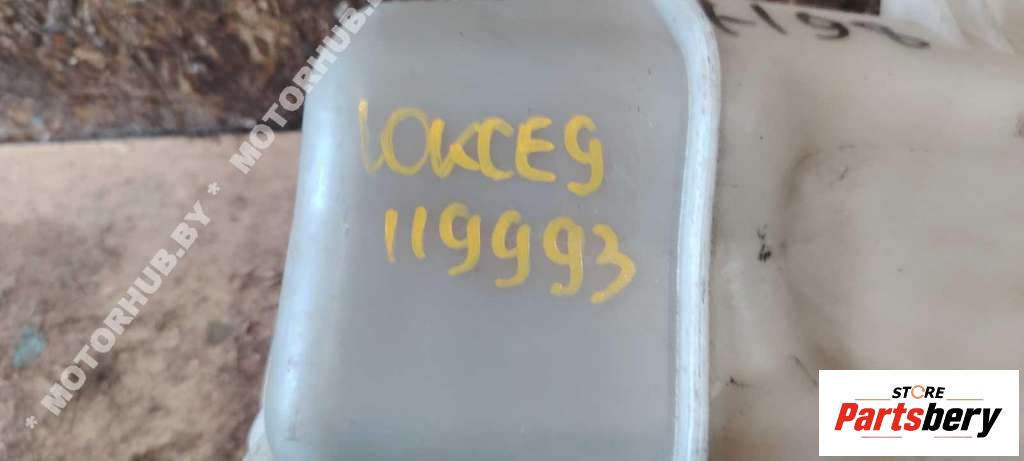 * MOTORHUB.BY * MOTORHUB.BY
LOKCE9
119993
STORE
Partsbery